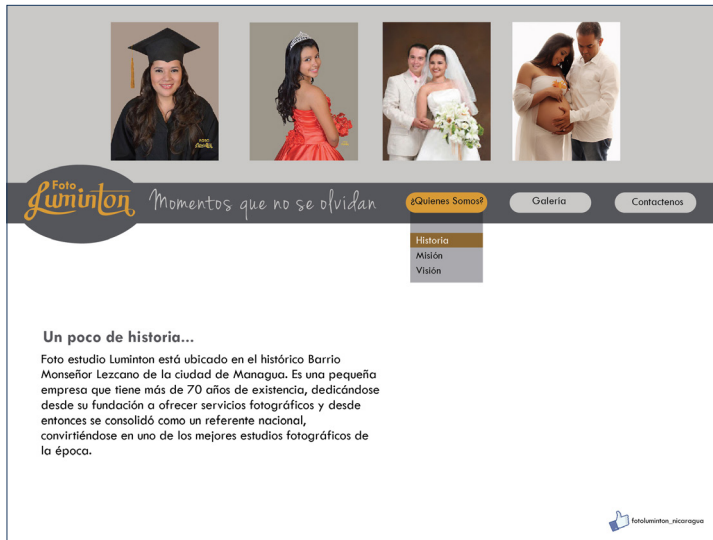 Foto
Luminton
Momentos que no se olvidan
¿Quienes Somos?
Galería
Contactenos
Historia
Misión
Visión
Un poco de historia...
Foto estudio Luminton está ubicado en el histórico Barrio
Monseñor Lezcano de la ciudad de Managua. Es una pequeña
empresa que tiene más de 70 años de existencia, dedicándose
desde su fundación a ofrecer servicios fotográficos y desde
entonces se consolidó como un referente nacional,
convirtiéndose en uno de los mejores estudios fotográficos de
la época.
fotoluminton_nicaragua